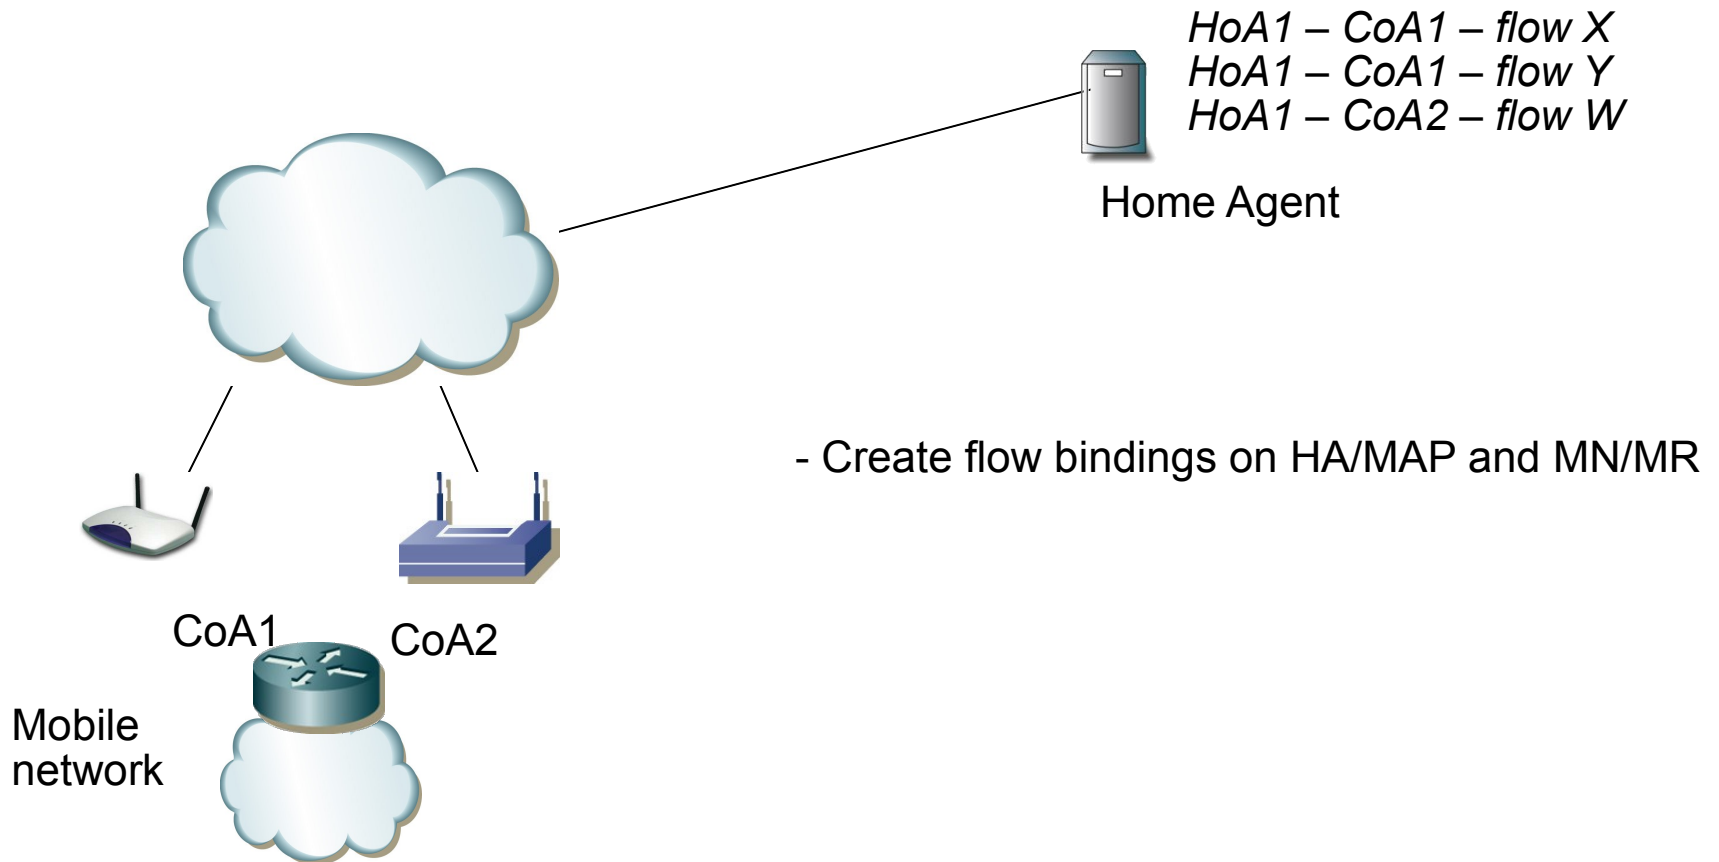 HoA1 – CoA1 – flow X
HoA1 – CoA1 – flow Y
HoA1 – CoA2 – flow W
Home Agent
- Create flow bindings on HA/MAP and MN/MR
CoA1
CoA2
Mobile
network